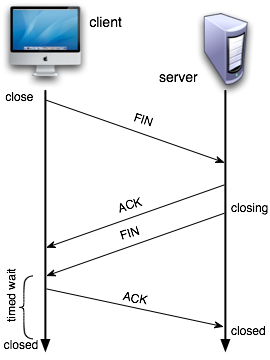 client
server
close
FIN
ACK
closing
FIN
timed wait
ACK
closed
closed